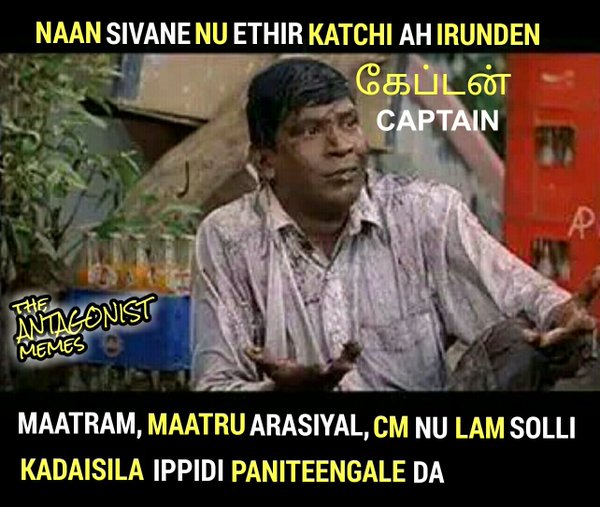 NAAN SIVANE NU ETHIR KATCHI AH IRUNDEN
கேப்டன்
CAPTAIN
AP
THE
ANTAGONIST
MEMES
MAATRAM, MAATRU ARASIYAL, CM NU LAM SOLLI
KADAISILA IPPIDI PANITEENGALE DA